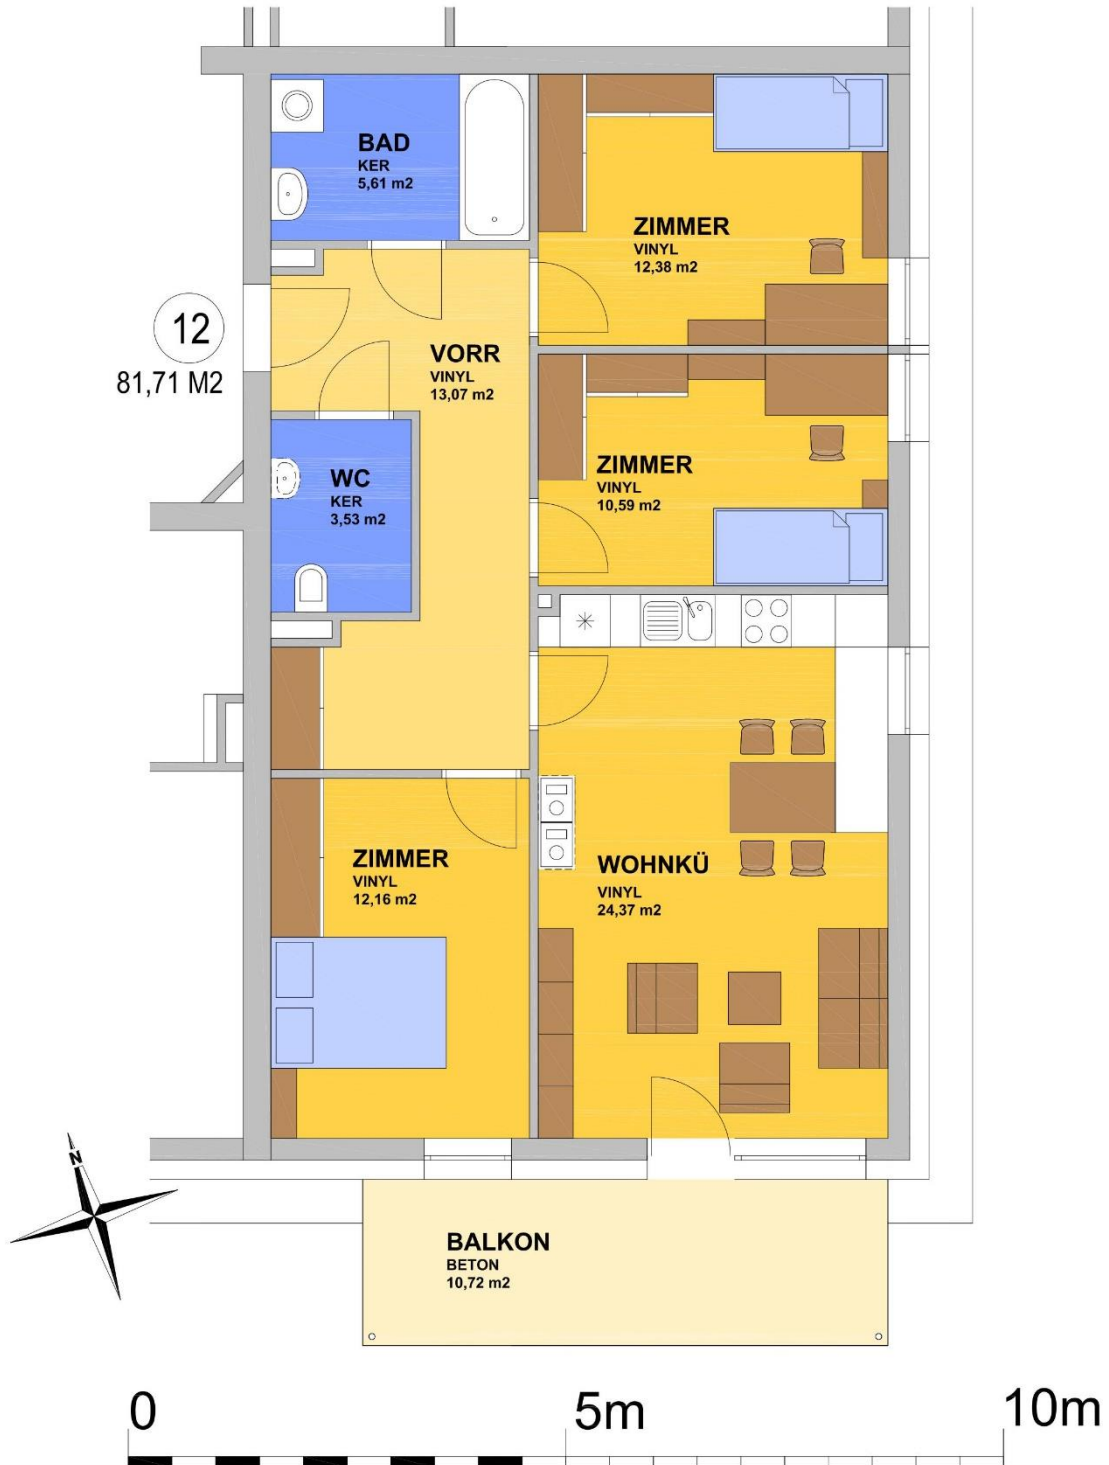 BAD
KER
5,61 m2
ZIMMER
VINYL
12,38 m2
12
81,71 M2
VORR
VINYL
13,07 m2
ZIMMER
VINYL
10,59 m2
WC
KER
3,53 m2
ZIMMER
VINYL
12,16 m2
WOHNKÜ
VINYL
24,37 m2
N
BALKON
BETON
10,72 m2
0 5m 10m